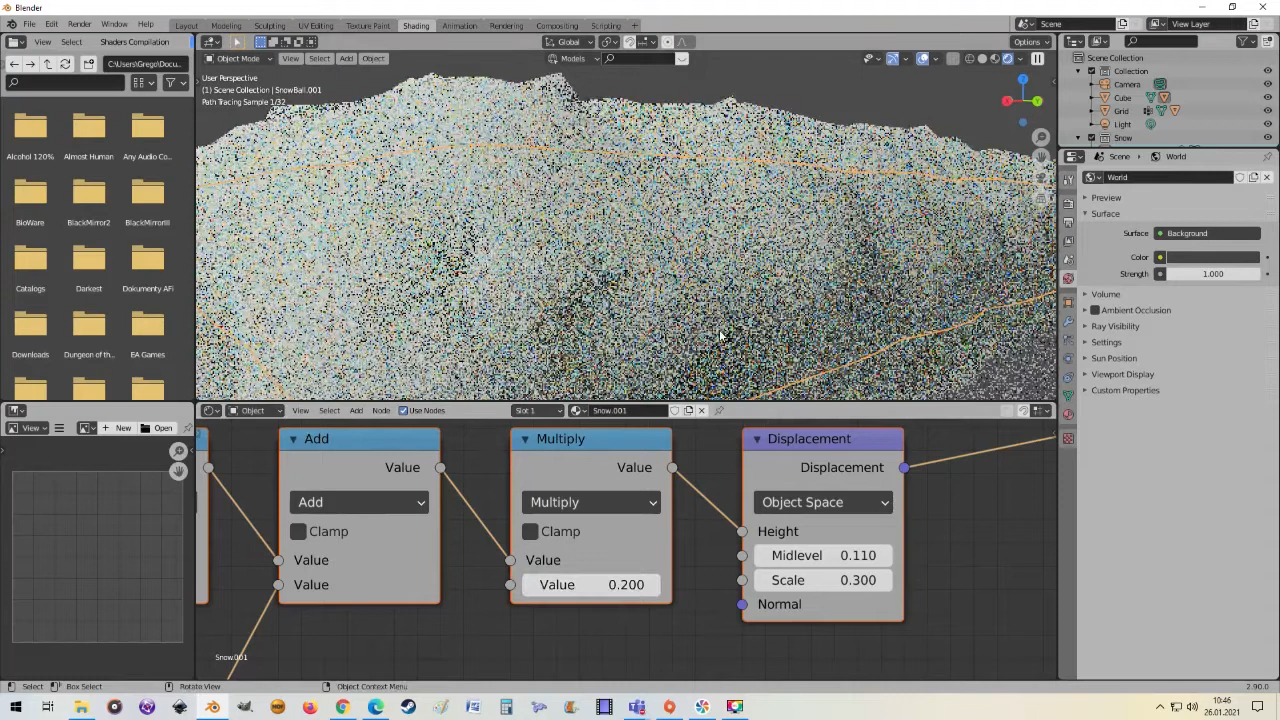 Blender
File Edit Render Window Help Layout Modeling Sculpting UV Editing Texture Paint Shading Animation Rendering Compositing Scripting + Scene View Layer
View Select Shaders Compilation Global Options
C:\Users\Grego\Docu...
Object Mode View Select Add Object Models
User Perspective
(1) Scene Collection | SnowBall.001
Path Tracing Sample 1/32
Scene Collection
Collection
Camera
Cube
Grid
Light
Snow
Alcohol 120% Almost Human Any Audio Co...
BioWare BlackMirror2 BlackMirrorIII
Catalogs Darkest Dokumenty AFi
Downloads Dungeon of th... EA Games
Scene World
World
Preview
Surface
Surface Background
Color
Strength 1.000
Volume
Ambient Occlusion
Ray Visibility
Settings
Sun Position
Viewport Display
Custom Properties
View New Open
Object View Select Add Node Use Nodes Slot 1 Snow.001
Add
Value
Add
Clamp
Value
Value
Multiply
Value
Multiply
Clamp
Value
Value 0.200
Displacement
Displacement
Object Space
Height
Midlevel 0.110
Scale 0.300
Normal
Snow.001
Select Box Select Rotate View Object Context Menu 2.90.0
10:46
26.01.2021